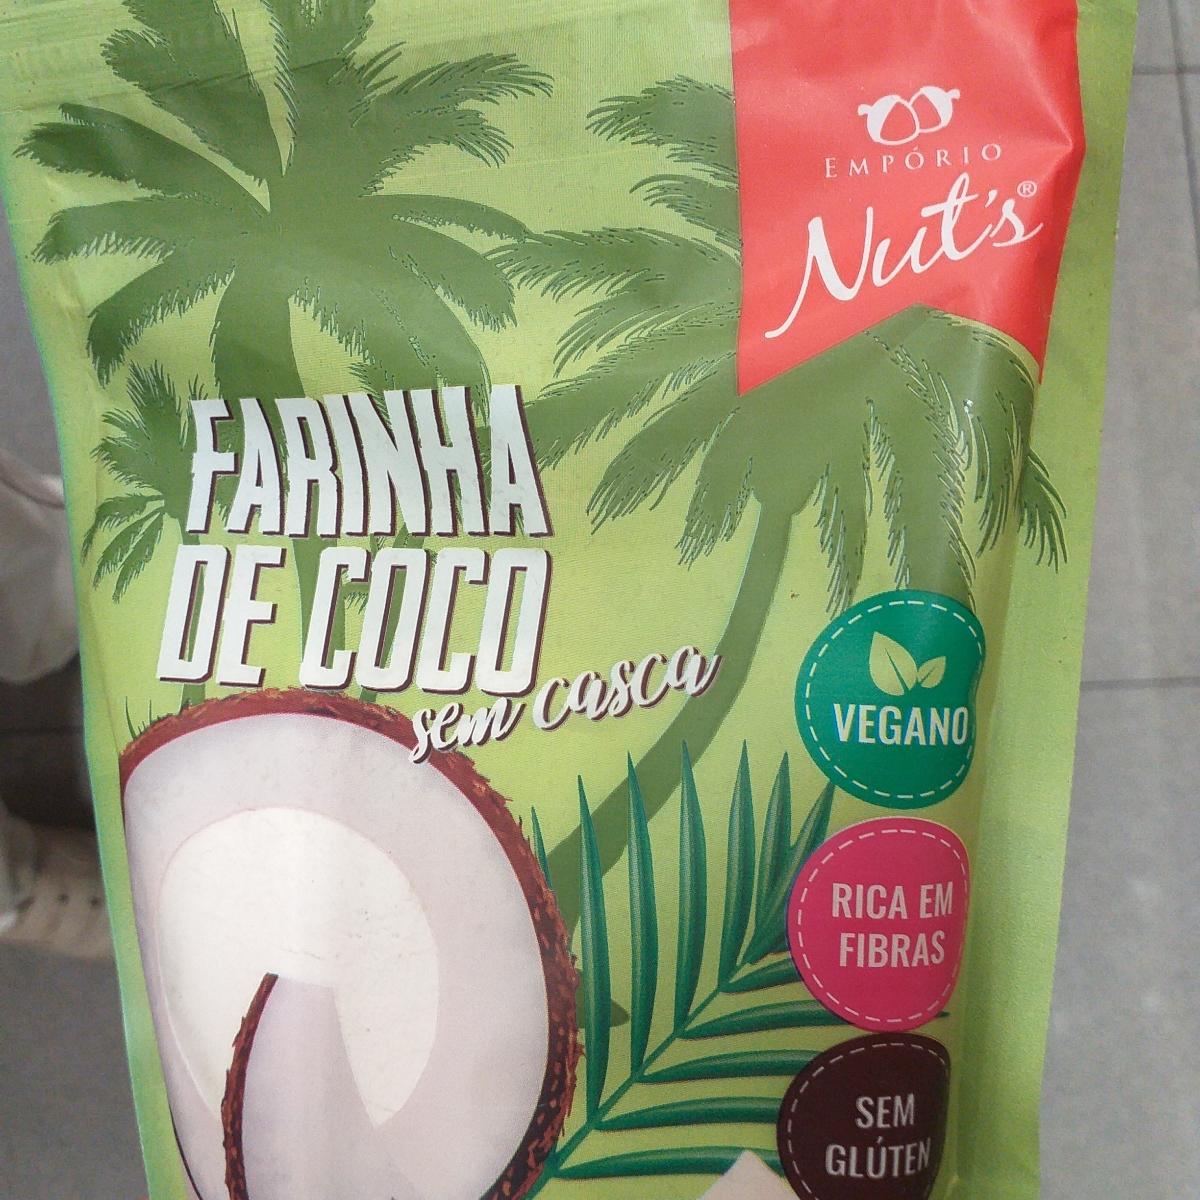 EMPÓRIO
Nut's®
FARINHA
DE COCO
sem casca
VEGANO
RICA EM
FIBRAS
SEM
GLÚTEN